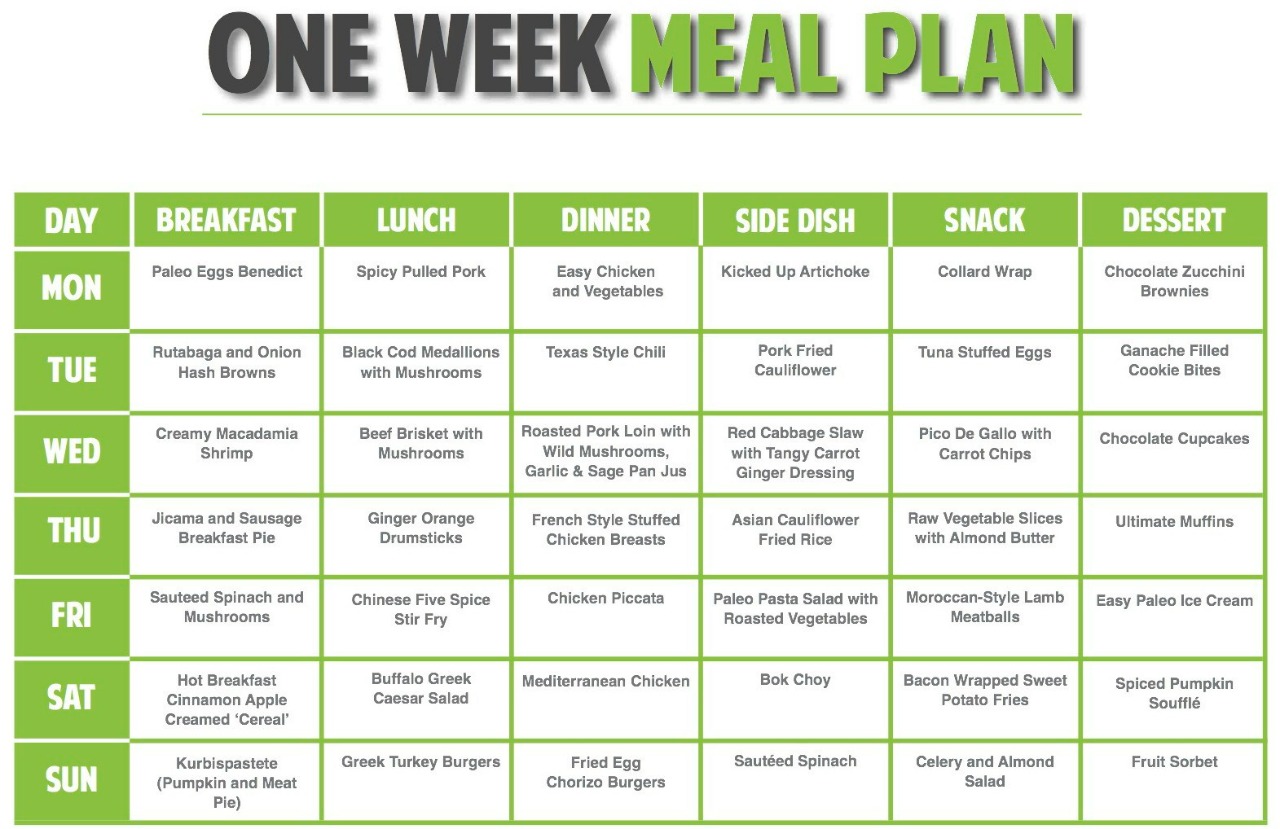 ONE WEEK MEAL PLAN
DAY
BREAKFAST
LUNCH
DINNER
SIDE DISH
SNACK
DESSERT
MON
Paleo Eggs Benedict
Spicy Pulled Pork
Easy Chicken
and Vegetables
Kicked Up Artichoke
Collard Wrap
Chocolate Zucchini
Brownies
TUE
Rutabaga and Onion
Hash Browns
Black Cod Medallions
with Mushrooms
Texas Style Chili
Pork Fried
Cauliflower
Tuna Stuffed Eggs
Ganache Filled
Cookie Bites
WED
Creamy Macadamia
Shrimp
Beef Brisket with
Mushrooms
Roasted Pork Loin with
Wild Mushrooms,
Garlic & Sage Pan Jus
Red Cabbage Slaw
with Tangy Carrot
Ginger Dressing
Pico De Gallo with
Carrot Chips
Chocolate Cupcakes
THU
Jicama and Sausage
Breakfast Pie
Ginger Orange
Drumsticks
French Style Stuffed
Chicken Breasts
Asian Cauliflower
Fried Rice
Raw Vegetable Slices
with Almond Butter
Ultimate Muffins
FRI
Sauteed Spinach and
Mushrooms
Chinese Five Spice
Stir Fry
Chicken Piccata
Paleo Pasta Salad with
Roasted Vegetables
Moroccan-Style Lamb
Meatballs
Easy Paleo Ice Cream
SAT
Hot Breakfast
Cinnamon Apple
Creamed ‘Cereal’
Buffalo Greek
Caesar Salad
Mediterranean Chicken
Bok Choy
Bacon Wrapped Sweet
Potato Fries
Spiced Pumpkin
Soufflé
SUN
Kurbispastete
(Pumpkin and Meat
Pie)
Greek Turkey Burgers
Fried Egg
Chorizo Burgers
Sautéed Spinach
Celery and Almond
Salad
Fruit Sorbet